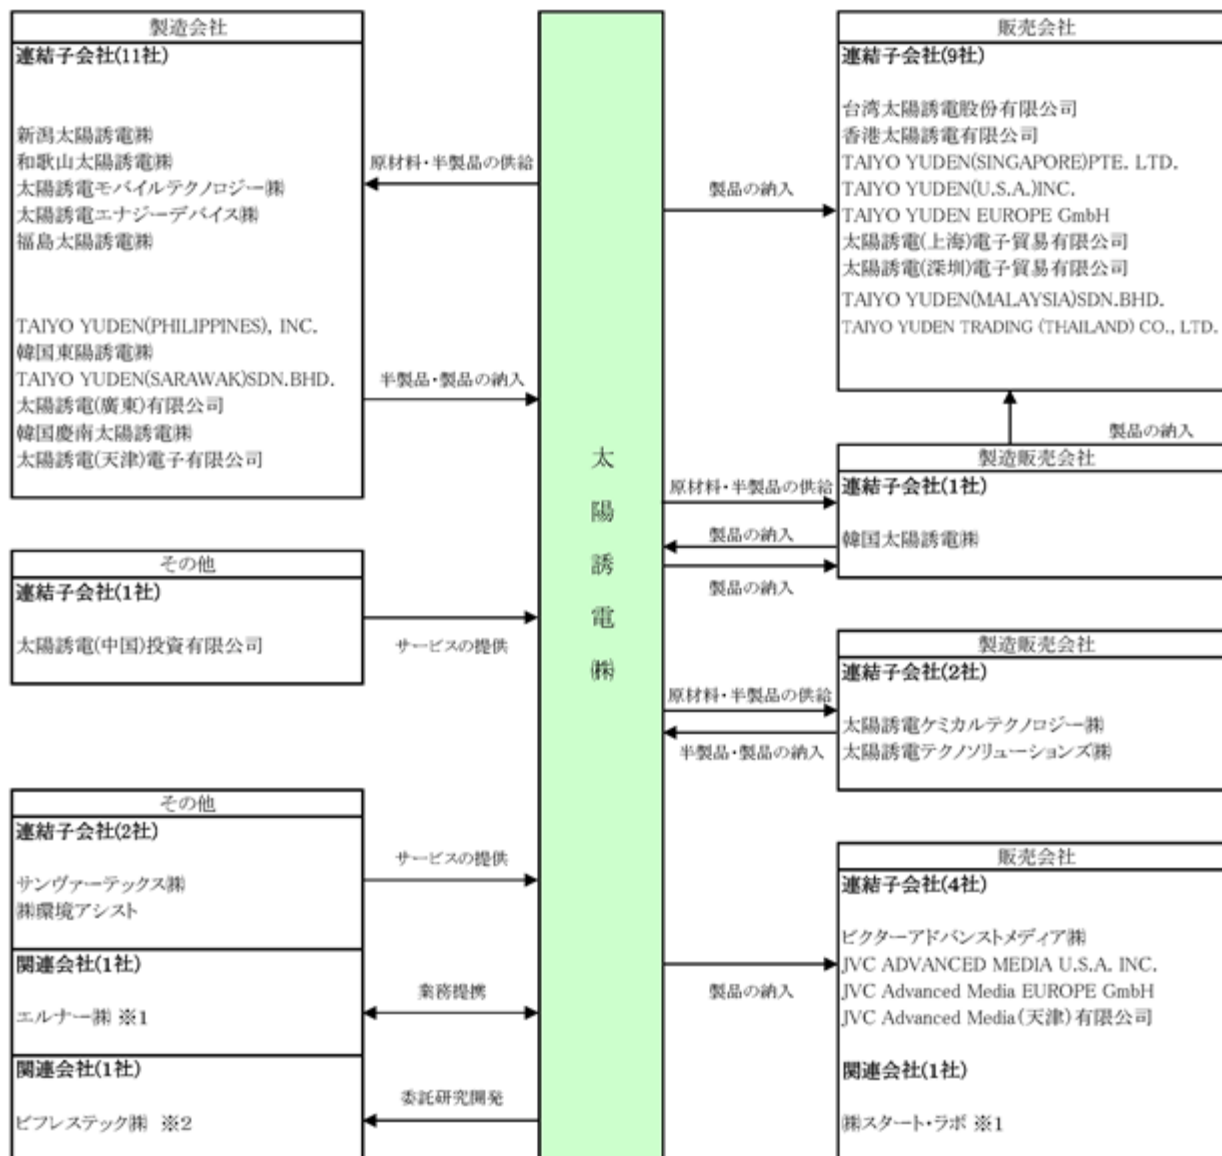 製造会社
連結子会社(11社)
新潟太陽誘電㈱
和歌山太陽誘電㈱
太陽誘電モバイルテクノロジー㈱
太陽誘電エナジーデバイス㈱
福島太陽誘電㈱
TAIYO YUDEN(PHILIPPINES), INC.
韓国東陽誘電㈱
TAIYO YUDEN(SARAWAK)SDN.BHD.
太陽誘電(廣東)有限公司
韓国慶南太陽誘電㈱
太陽誘電(天津)電子有限公司
原材料・半製品の供給
半製品・製品の納入
その他
連結子会社(1社)
太陽誘電(中国)投資有限公司
サービスの提供
その他
連結子会社(2社)
サンヴァーテックス㈱
㈱環境アシスト
サービスの提供
関連会社(1社)
エルナー㈱ ※1
業務提携
関連会社(1社)
ビフレステック㈱ ※2
委託研究開発
太陽誘電㈱
販売会社
連結子会社(9社)
台湾太陽誘電股份有限公司
香港太陽誘電有限公司
TAIYO YUDEN(SINGAPORE)PTE. LTD.
TAIYO YUDEN(U.S.A.)INC.
TAIYO YUDEN EUROPE GmbH
太陽誘電(上海)電子貿易有限公司
太陽誘電(深圳)電子貿易有限公司
TAIYO YUDEN(MALAYSIA)SDN.BHD.
TAIYO YUDEN TRADING (THAILAND) CO., LTD.
製品の納入
製品の納入
製造販売会社
連結子会社(1社)
韓国太陽誘電㈱
原材料・半製品の供給
製品の納入
製品の納入
製造販売会社
連結子会社(2社)
太陽誘電ケミカルテクノロジー㈱
太陽誘電テクノソリューションズ㈱
原材料・半製品の供給
半製品・製品の納入
販売会社
連結子会社(4社)
ビクターアドバンストメディア㈱
JVC ADVANCED MEDIA U.S.A. INC.
JVC Advanced Media EUROPE GmbH
JVC Advanced Media(天津)有限公司
製品の納入
関連会社(1社)
㈱スタート・ラボ ※1